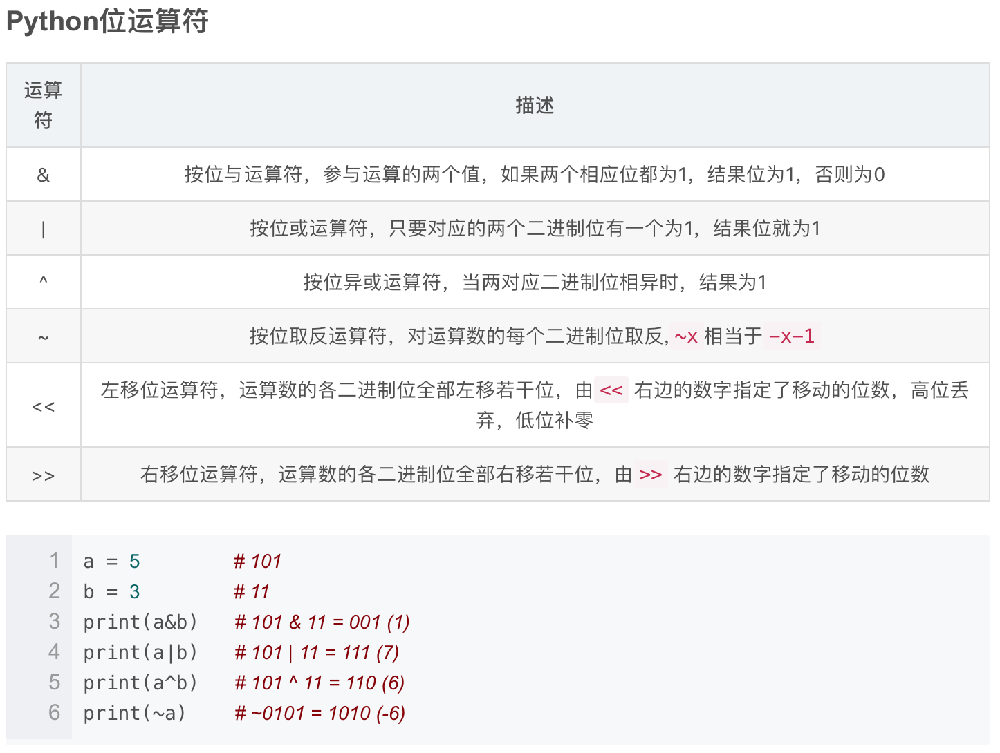 Python位运算符
运算
符
描述
& 按位与运算符，参与运算的两个值，如果两个相应位都为1，结果位为1，否则为0
| 按位或运算符，只要对应的两个二进制位有一个为1，结果位就为1
^ 按位异或运算符，当两对应二进制位相异时，结果为1
~ 按位取反运算符，对运算数的每个二进制位取反,~x相当于-x-1
<< 左移位运算符，运算数的各二进制位全部左移若干位，由<< 右边的数字指定了移动的位数，高位丢
弃，低位补零
>> 右移位运算符，运算数的各二进制位全部右移若干位，由>> 右边的数字指定了移动的位数
1 a = 5 # 101
2 b = 3 # 11
3 print(a&b) # 101 & 11 = 001 (1)
4 print(a|b) # 101 | 11 = 111 (7)
5 print(a^b) # 101 ^ 11 = 110 (6)
6 print(~a) # ~0101 = 1010 (-6)